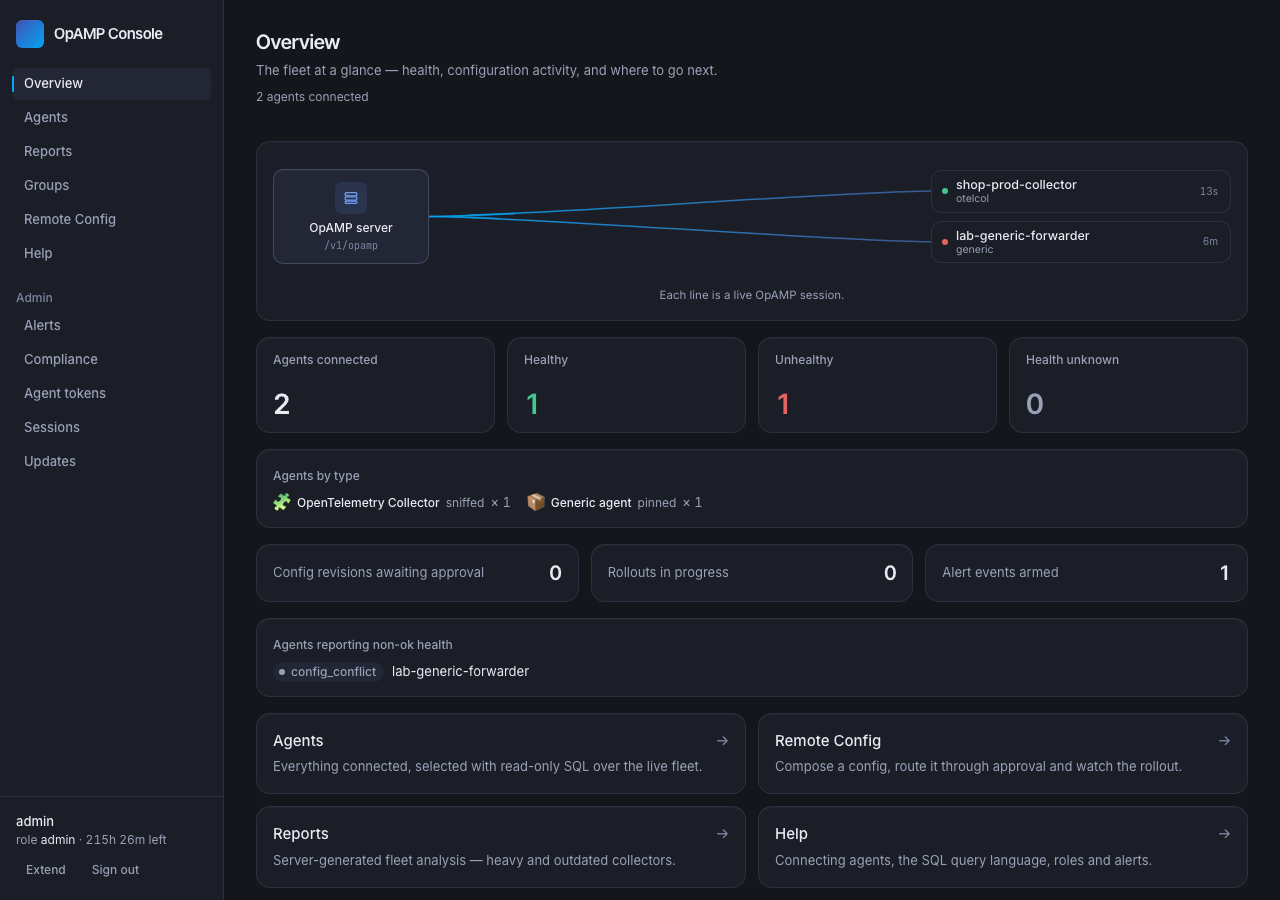 OpAMP Console
Overview
Agents
Reports
Groups
Remote Config
Help
Admin
Alerts
Compliance
Agent tokens
Sessions
Updates
admin
role admin · 215h 26m left
Extend Sign out
Overview
The fleet at a glance — health, configuration activity, and where to go next.
2 agents connected
OpAMP server
/v1/opamp
shop-prod-collector
otelcol
13s
lab-generic-forwarder
generic
6m
Each line is a live OpAMP session.
Agents connected
2
Healthy
1
Unhealthy
1
Health unknown
0
Agents by type
OpenTelemetry Collector sniffed × 1 Generic agent pinned × 1
Config revisions awaiting approval 0
Rollouts in progress 0
Alert events armed 1
Agents reporting non-ok health
config_conflict lab-generic-forwarder
Agents →
Everything connected, selected with read-only SQL over the live fleet.
Remote Config →
Compose a config, route it through approval and watch the rollout.
Reports →
Server-generated fleet analysis — heavy and outdated collectors.
Help →
Connecting agents, the SQL query language, roles and alerts.